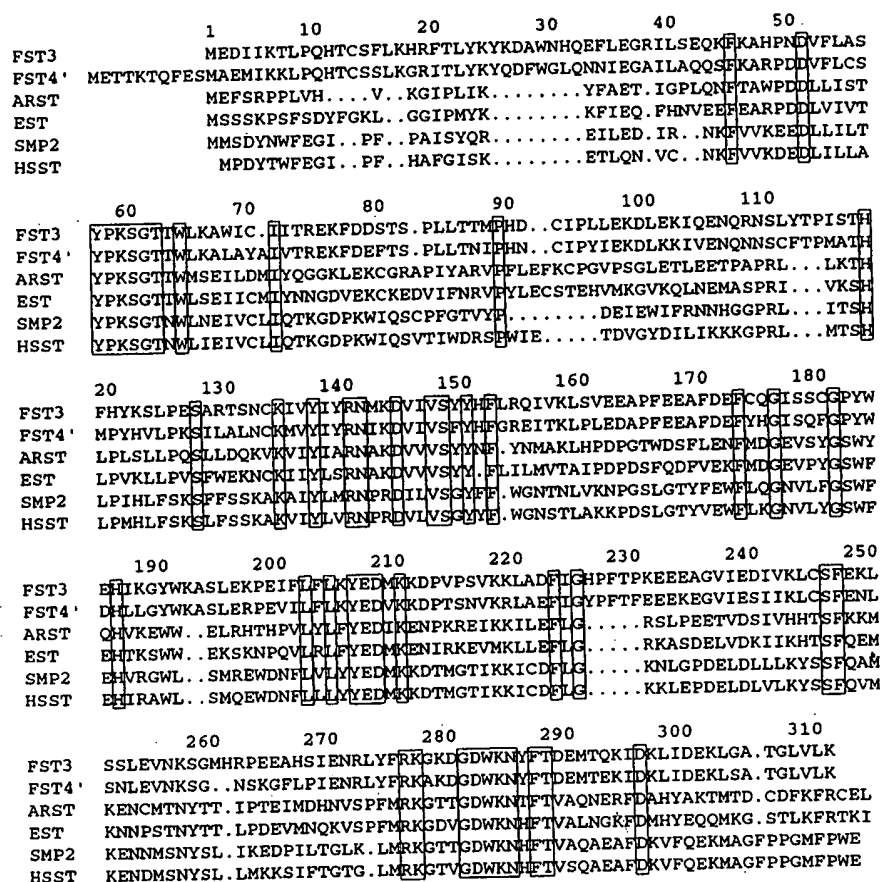 1 10 20 30 40 50
FST3 MEDIIKTLPQHTCSFLKHRFTLYKYKDAWNHQEFLEGRILSEQKFKAHPNDVFLAS
FST4' METTKTQFESMAEMIKKLPQHTCSSLKGRITLYKYQDFWGLQNNIEGAILAQQSFKARPDDVFLCS
ARST MEFSRPPLVH....V..KGIPLIK........YFAET.IGPLQNFTAWPDDLLIST
EST MSSSKPSFSDYFGKL..GGIPMYK........KFIEQ.FHNVEEFEARPDDLVIVT
SMP2 MMSDYNWFEGI..PF..PAISYQR........EILED.IR..NKFVVKEEDLLILT
HSST MPDYTWFEGI..PF..HAFGISK........ETLQN.VC..NKFVVKDEDLILLA
60 70 80 90 100 110
FST3 YPKSGTTWLKAWIC.IITREKFDDSTS.PLLTTMPHD..CIPLLEKDLEKIQENQRNSLYTPISTH
FST4' YPKSGTIWLKALAYAIVTREKFDEFTS.PLLTNIPHN..CIPYIEKDLKKIVENQNNSCFTPMATH
ARST YPKSGTTWMSEILDMIYQGGKLEKCGRAPIYARVPFLEFKCPGVPSGLETLEETPAPRL...LKTH
EST YPKSGTTWLSEIICMIYNNGDVEKCKEDVIFNRVPYLECSTEHVMKGVKQLNEMASPRI...VKSH
SMP2 YPKSGTNWLNEIVCLIQTKGDPKWIQSCPFGTVYP........DEIEWIFRNNHGGPRL...ITSH
HSST YPKSGTNWLIEIVCLIQTKGDPKWIQSVTIWDRSPWIE.....TDVGYDILIKKKGPRL...MTSH
20 130 140 150 160 170 180
FST3 FHYKSLPESARTSNCKIVYIYRNMKDVIVSYYHFLRQIVKLSVEEAPFEEAFDEFCQGISSCGPYW
FST4' MPYHVLPKSILALNCKMVYIYRNIKDVIVSFYHFGREITKLPLEDAPFEEAFDEFYHGISQFGPYW
ARST LPLSLLPQSLLDQKVKVIYIARNAKDVVVSYYNF.YNMAKLHPDPGTWDSFLENFMDGEVSYGSWY
EST LPVKLLPVSFWEKNCKIIYLSRNAKDVVVSYYY.FLILMVTAIPDPDSFQDFVEKFMDGEVPYGSWF
SMP2 LPIHLFSKSFFSSKAKAIYLMRNPRDILVSGYFF.WGNTNLVKNPGSLGTYFEWFLQGNVLFGSWF
HSST LPMHLFSKSLFSSKAKVIYLVRNPRDVLVSGYYF.WGNSTLAKKPDSLGTYVEWFLKGNVLYGSWF
190 200 210 220 230 240 250
FST3 EHIKGYWKASLEKPEIFFLFLKYEDMKKDPVPSVKKLADFIGHPFTPKEEEAGVIEDIVKLCSFEKL
FST4' DHLLGYWKASLERPEVILFLKYEDVKKDPTSNVKRLAEFIGYPFTFEEEKEGVIESIIKLCSFENL
ARST QHVKEWW..ELRHTHPVLYLFYEDIKENPKREIKKILEFLG.....RSLPEETVDSIVHHTSFKKM
EST EHTKSWW..EKSKNPQVLRLFYEDMKENIRKEVMKLLEFLG.....RKASDELVDKIIKHTSFQEM
SMP2 EHVRGWL..SMREWDNFLVLYYEDMKKDTMGTIKKICDFLG.....KNLGPDELDLLLKYSSFQAM
HSST EHIRAWL..SMQEWDNFLLLYYEDMKKDTMGTIKKICDFLG.....KKLEPDELDLVLKYSSFQVM
260 270 280 290 300 310
FST3 SSLEVNKSGMHRPEEAHSIENRLYFRKGKDGDWKNYFTDEMTQKIDKLIDEKLGA.TGLVLK
FST4' SNLEVNKSG..NSKGFLPIENRLYFRKAKDGDWKNYFTDEMTEKIDKLIDEKLSA.TGLVLK
ARST KENCMTNYTT.IPTEIMDHNVSPFMRKGTTGDWKNTFTVAQNERFDAHYAKTMTD.CDFKFRCEL
EST KNNPSTNYTT.LPDEVMNQKVSPFMRKGDVGDWKNHFTVALNGKFDMHYEQQMKG.STLKFRTKI
SMP2 KENNMSNYSL.IKEDPILTGLK.LMRKGTTGDWKNHFTVAQAEAFDKVFQEKMAGFPPGMFPWE
HSST KENDMSNYSL.LMKKSIFTGTG.LMRKGTVGDWKNHFTVSQAEAFDKVFQEKMAGFPPGMFPWE